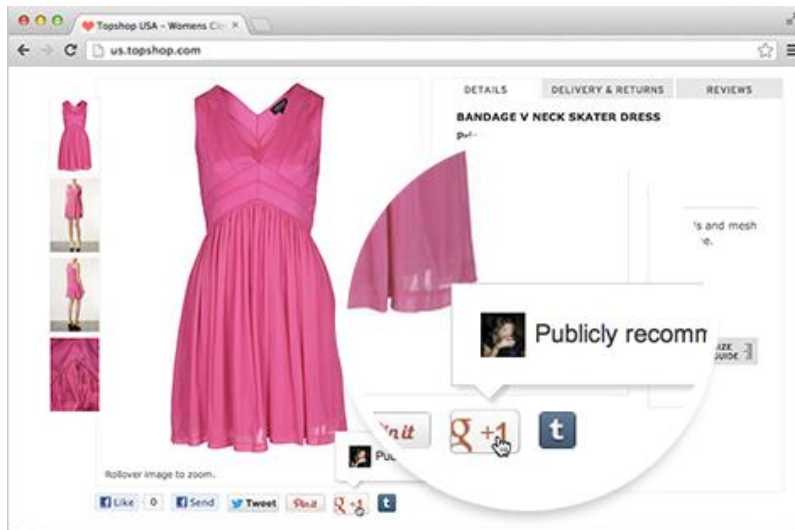 Topshop USA – Womens Clo
us.topshop.com
DETAILS
DELIVERY & RETURNS
REVIEWS
BANDAGE V NECK SKATER DRESS
and mesh
Publicly recomm
SIZE
GUIDE
Pin it
g +1
t
Rollover image to zoom.
Like
0
Send
Tweet
Pin it
g +1
t